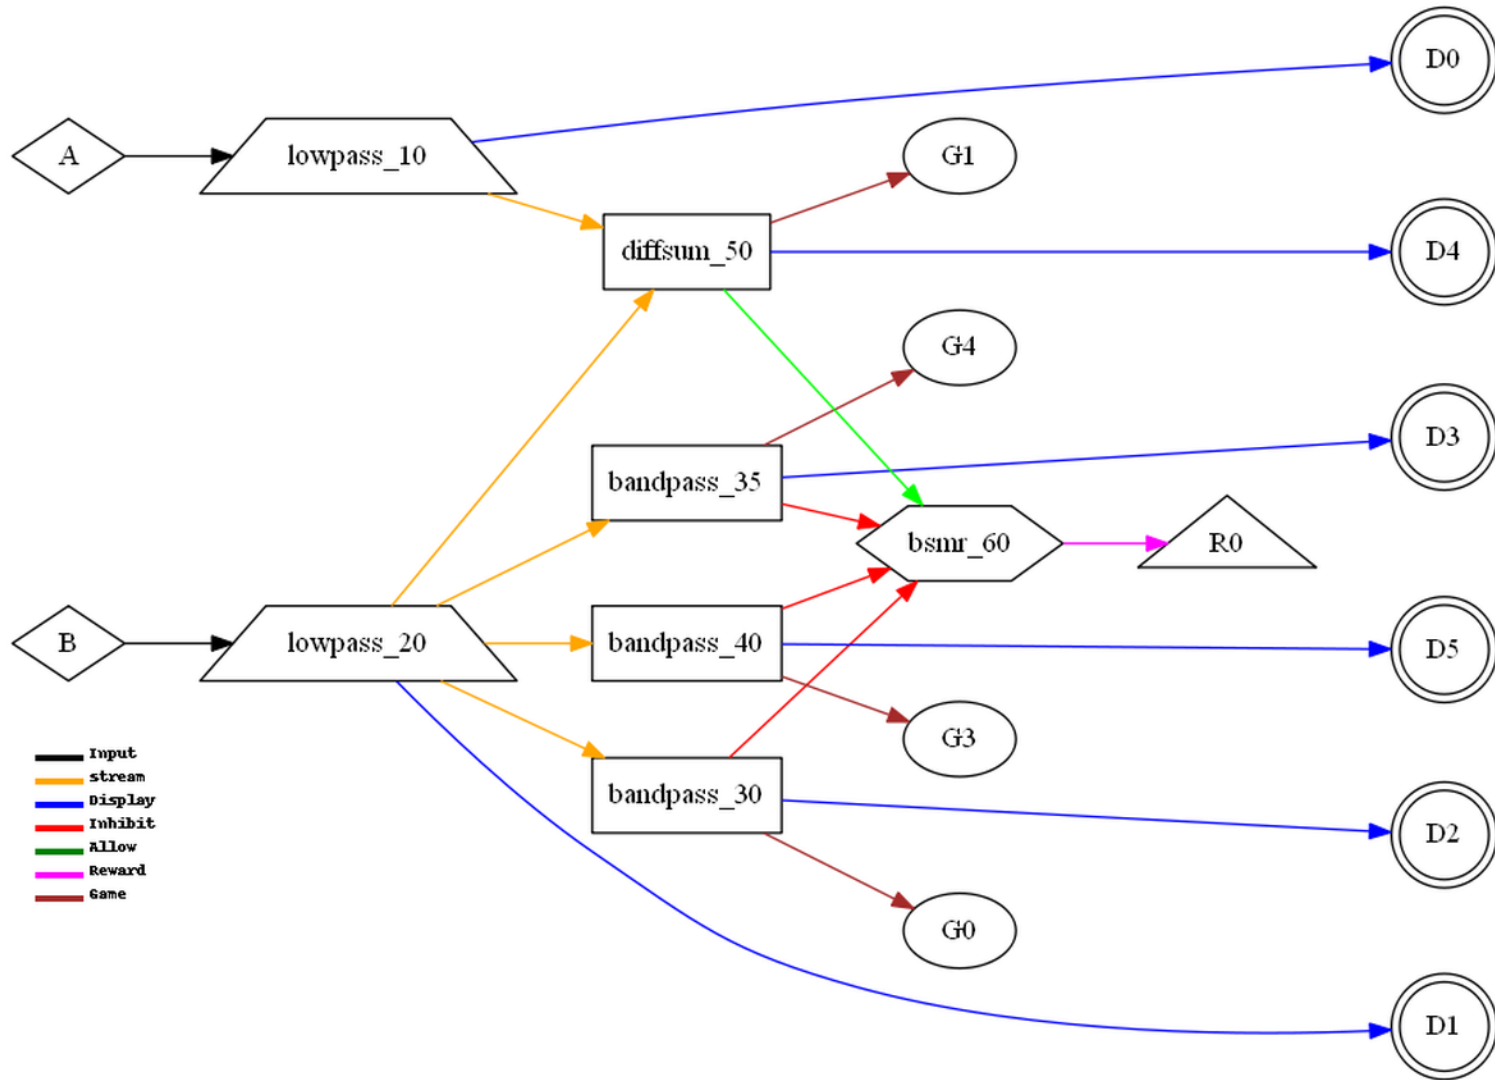 D0
A
lowpass_10
G1
diffsum_50
D4
G4
D3
bandpass_35
bsmr_60
R0
B
lowpass_20
bandpass_40
D5
G3
Input
stream
Display
Inhibit
Allow
Reward
Game
bandpass_30
D2
G0
D1